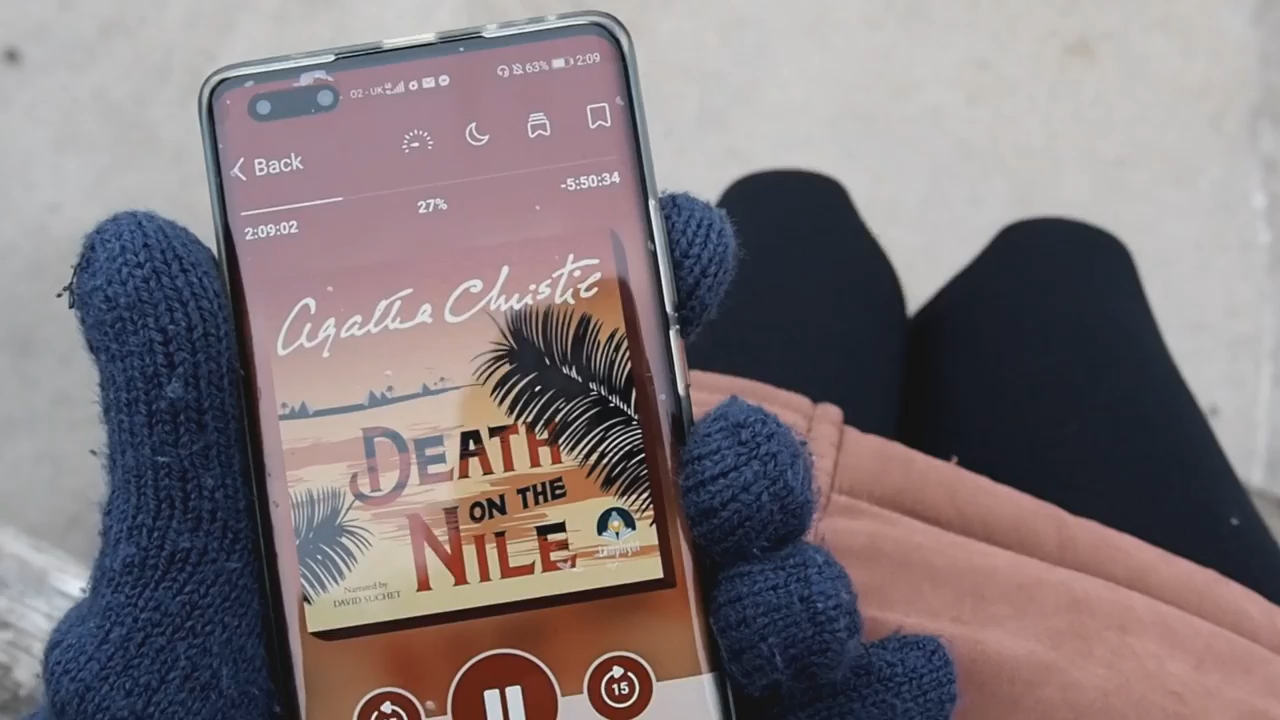 O2 - UK 63% 2:09
Back
-5:50:34
27%
2:09:02
Agatha Christie
DEATH
ON THE
NILE
Lamplight
Narrated by
DAVID SUCHET
15